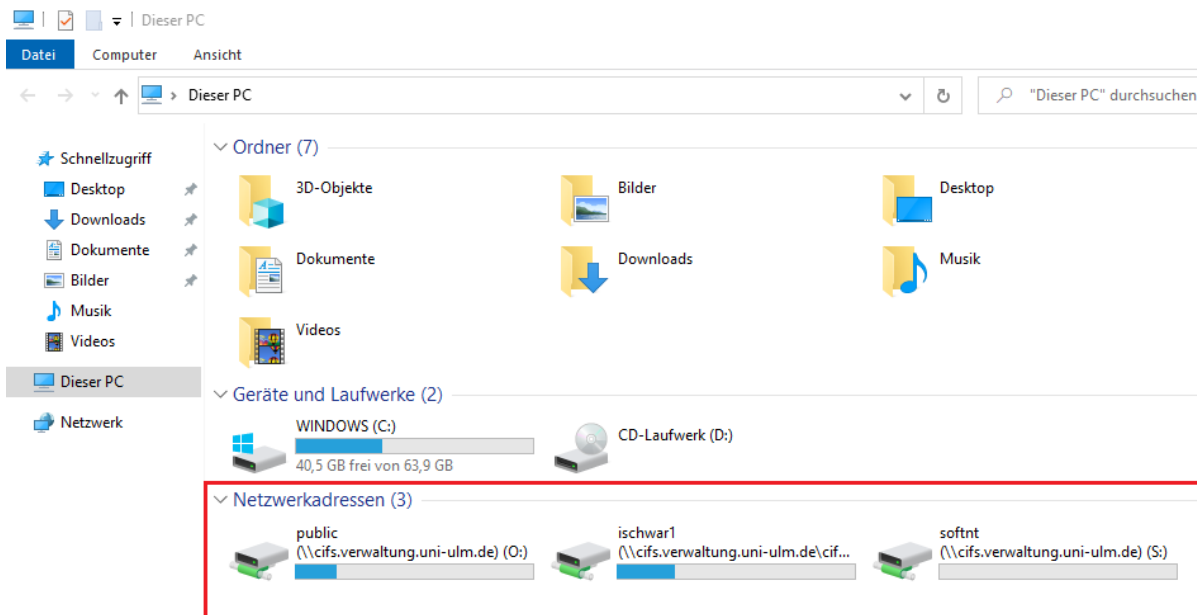 Dieser PC
Datei Computer Ansicht
Dieser PC "Dieser PC" durchsuchen
Schnellzugriff
Desktop
Downloads
Dokumente
Bilder
Musik
Videos
Dieser PC
Netzwerk
Ordner (7)
3D-Objekte Bilder Desktop
Dokumente Downloads Musik
Videos
Geräte und Laufwerke (2)
WINDOWS (C:)
40,5 GB frei von 63,9 GB
CD-Laufwerk (D:)
Netzwerkadressen (3)
public
(\\cifs.verwaltung.uni-ulm.de) (O:)
ischwar1
(\\cifs.verwaltung.uni-ulm.de\cif...
softnt
(\\cifs.verwaltung.uni-ulm.de) (S:)